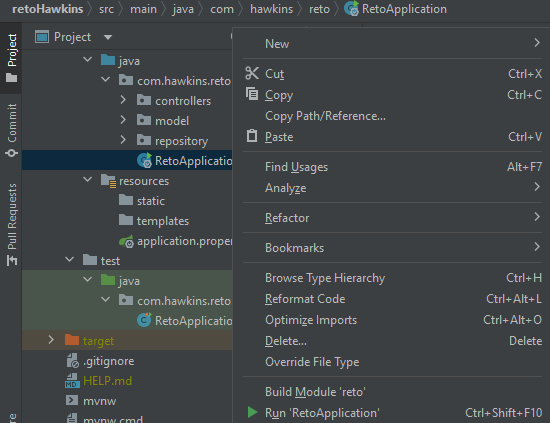 retoHawkins > src > main > java > com > hawkins > reto > RetoApplication
Project
Commit
Pull Requests
Project
java
com.hawkins.reto
controllers
model
repository
RetoApplicatio
resources
static
templates
application.prope
test
java
com.hawkins.reto
RetoApplicatio
target
.gitignore
HELP.md
mvnw
mvnw.cmd
New
Cut Ctrl+X
Copy Ctrl+C
Copy Path/Reference...
Paste Ctrl+V
Find Usages Alt+F7
Analyze
Refactor
Bookmarks
Browse Type Hierarchy Ctrl+H
Reformat Code Ctrl+Alt+L
Optimize Imports Ctrl+Alt+O
Delete... Delete
Override File Type
Build Module 'reto'
Run 'RetoApplication' Ctrl+Shift+F10